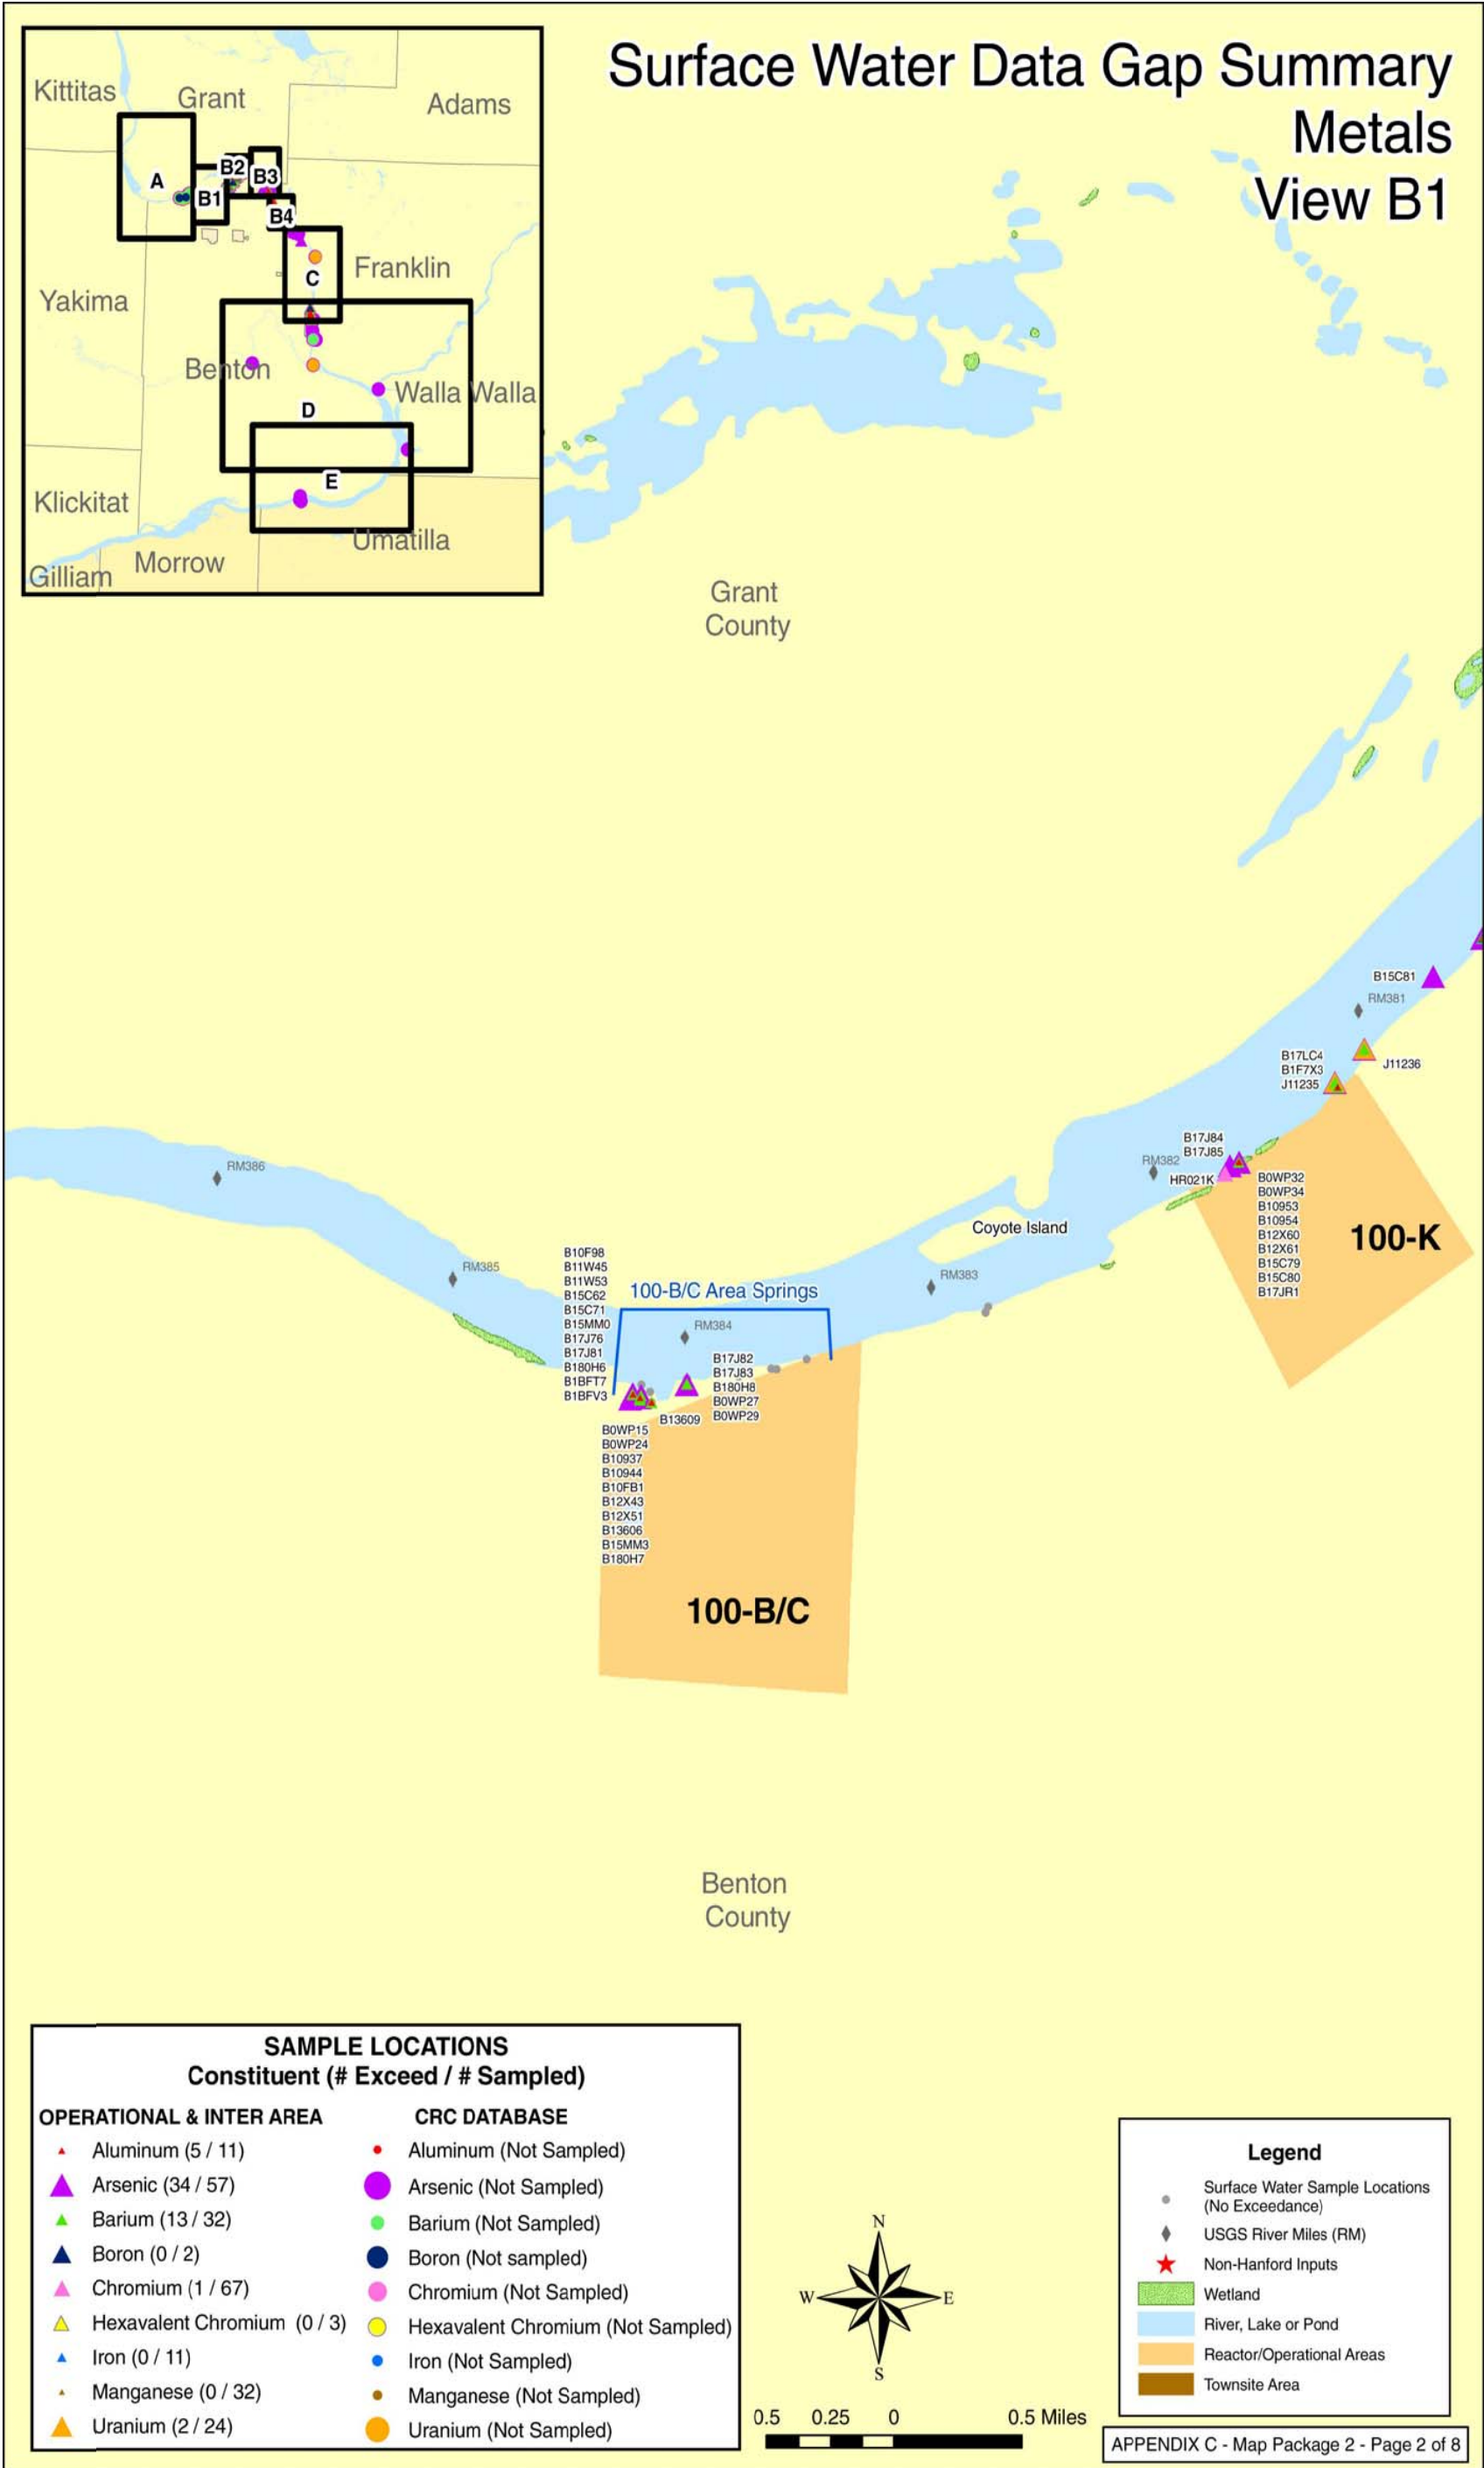 Surface Water Data Gap Summary
Metals
View B1
Kittitas
Grant
Adams
A
B1
B2
B3
B4
C
Franklin
Yakima
Benton
Walla Walla
D
E
Klickitat
Umatilla
Morrow
Gilliam
Grant
County
B15C81
RM381
B17LC4
B1F7X3
J11235
J11236
B17J84
B17J85
RM382
HR021K
B0WP32
B0WP34
B10953
B10954
B12X60
B12X61
B15C79
B15C80
B17JR1
100-K
RM386
Coyote Island
RM385
RM383
B10F98
B11W45
B11W53
B15C62
B15C71
B15MM0
B17J76
B17J81
B180H6
B1BFT7
B1BFV3
100-B/C Area Springs
RM384
B17J82
B17J83
B180H8
B0WP27
B0WP29
B13609
B0WP15
B0WP24
B10937
B10944
B10FB1
B12X43
B12X51
B13606
B15MM3
B180H7
100-B/C
Benton
County
SAMPLE LOCATIONS
Constituent (# Exceed / # Sampled)
OPERATIONAL & INTER AREA
Aluminum (5 / 11)
Arsenic (34 / 57)
Barium (13 / 32)
Boron (0 / 2)
Chromium (1 / 67)
Hexavalent Chromium (0 / 3)
Iron (0 / 11)
Manganese (0 / 32)
Uranium (2 / 24)
CRC DATABASE
Aluminum (Not Sampled)
Arsenic (Not Sampled)
Barium (Not Sampled)
Boron (Not sampled)
Chromium (Not Sampled)
Hexavalent Chromium (Not Sampled)
Iron (Not Sampled)
Manganese (Not Sampled)
Uranium (Not Sampled)
N
W
E
S
0.5 0.25 0 0.5 Miles
Legend
Surface Water Sample Locations
(No Exceedance)
USGS River Miles (RM)
Non-Hanford Inputs
Wetland
River, Lake or Pond
Reactor/Operational Areas
Townsite Area
APPENDIX C - Map Package 2 - Page 2 of 8